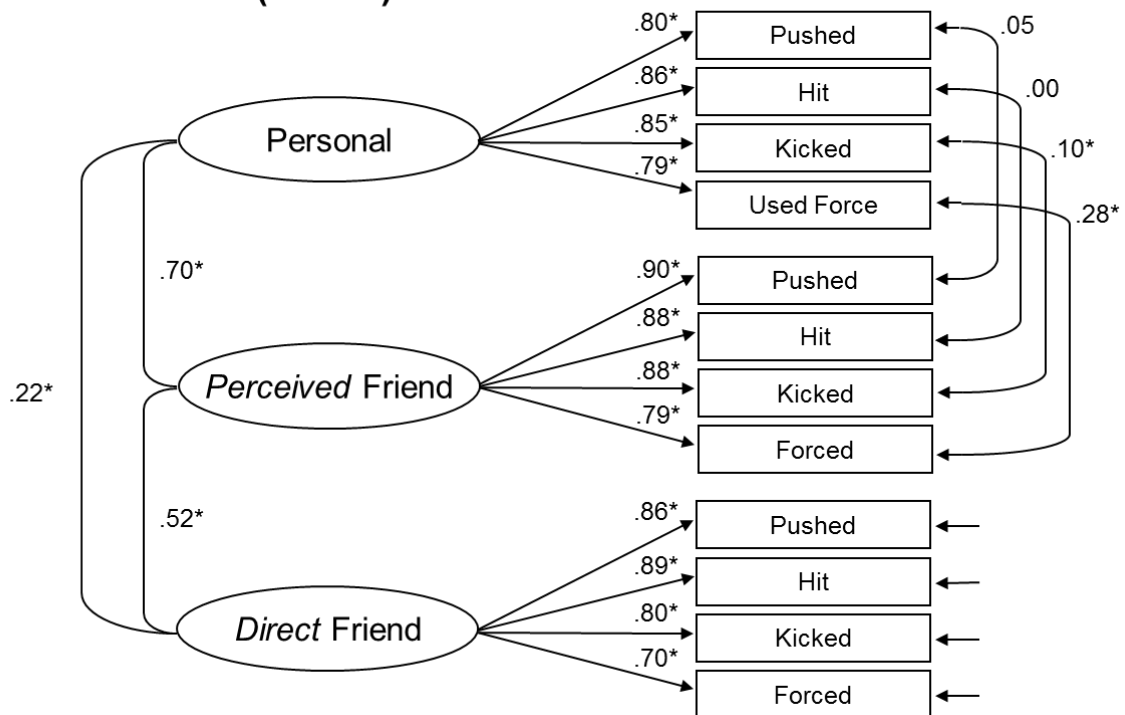 .80*
Pushed
.05
.86*
Hit
.00
Personal
.85*
Kicked
.10*
.79*
Used Force
.28*
.70*
.90*
Pushed
.88*
Hit
.22*
Perceived Friend
.88*
Kicked
.79*
Forced
.52*
.86*
Pushed
.89*
Hit
Direct Friend
.80*
Kicked
.70*
Forced